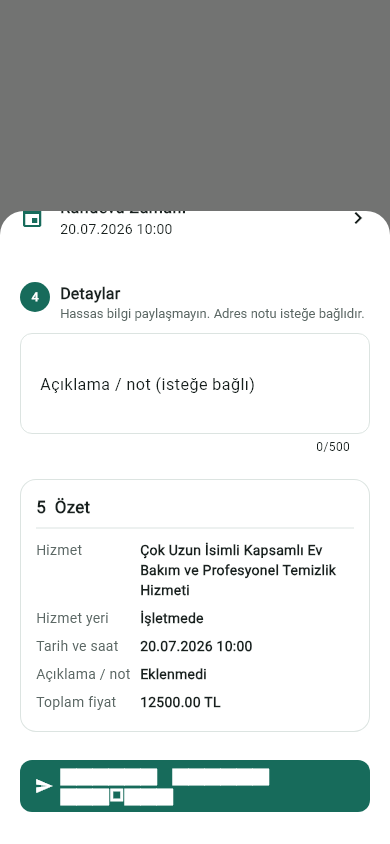 20.07.2026 10:00
4
Detaylar
Hassas bilgi paylaşmayın. Adres notu isteğe bağlıdır.
Açıklama / not (isteğe bağlı)
0/500
5 Özet
Hizmet
Çok Uzun İsimli Kapsamlı Ev
Bakım ve Profesyonel Temizlik
Hizmeti
Hizmet yeri İşletmede
Tarih ve saat 20.07.2026 10:00
Açıklama / not Eklenmedi
Toplam fiyat 12500.00 TL